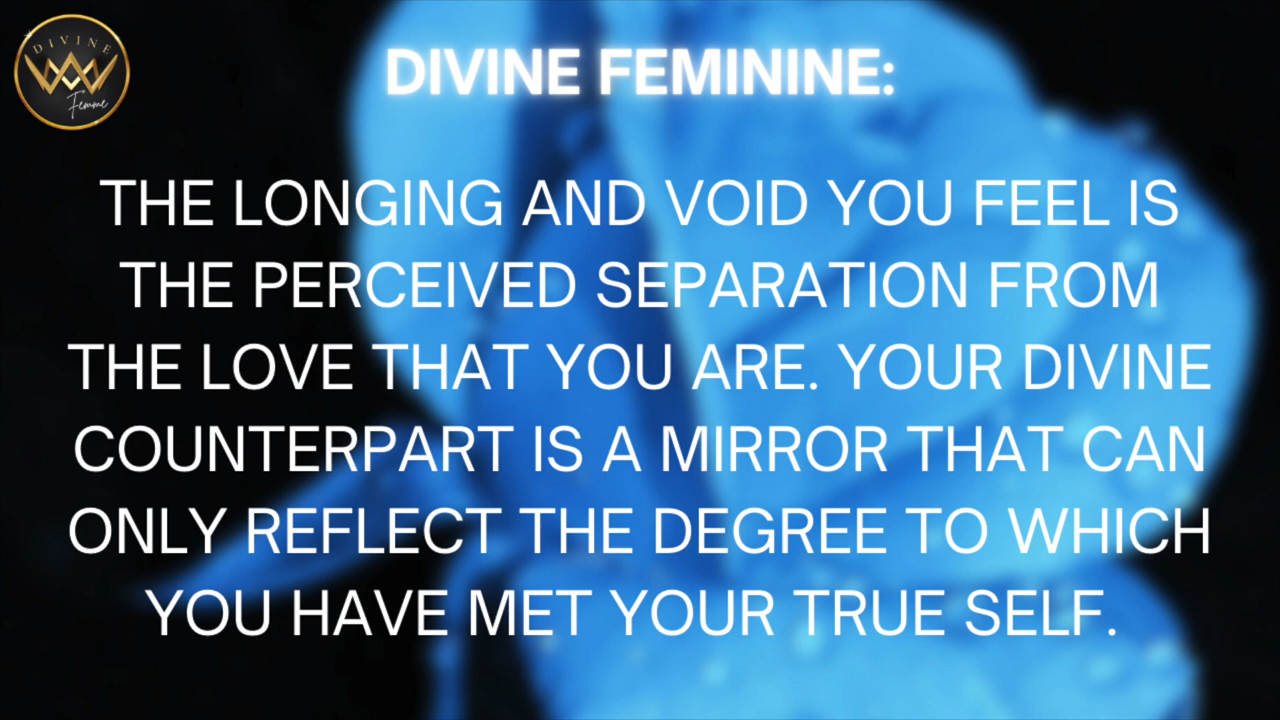 DIVINE
Femme
DIVINE FEMININE:
THE LONGING AND VOID YOU FEEL IS
THE PERCEIVED SEPARATION FROM
THE LOVE THAT YOU ARE. YOUR DIVINE
COUNTERPART IS A MIRROR THAT CAN
ONLY REFLECT THE DEGREE TO WHICH
YOU HAVE MET YOUR TRUE SELF.